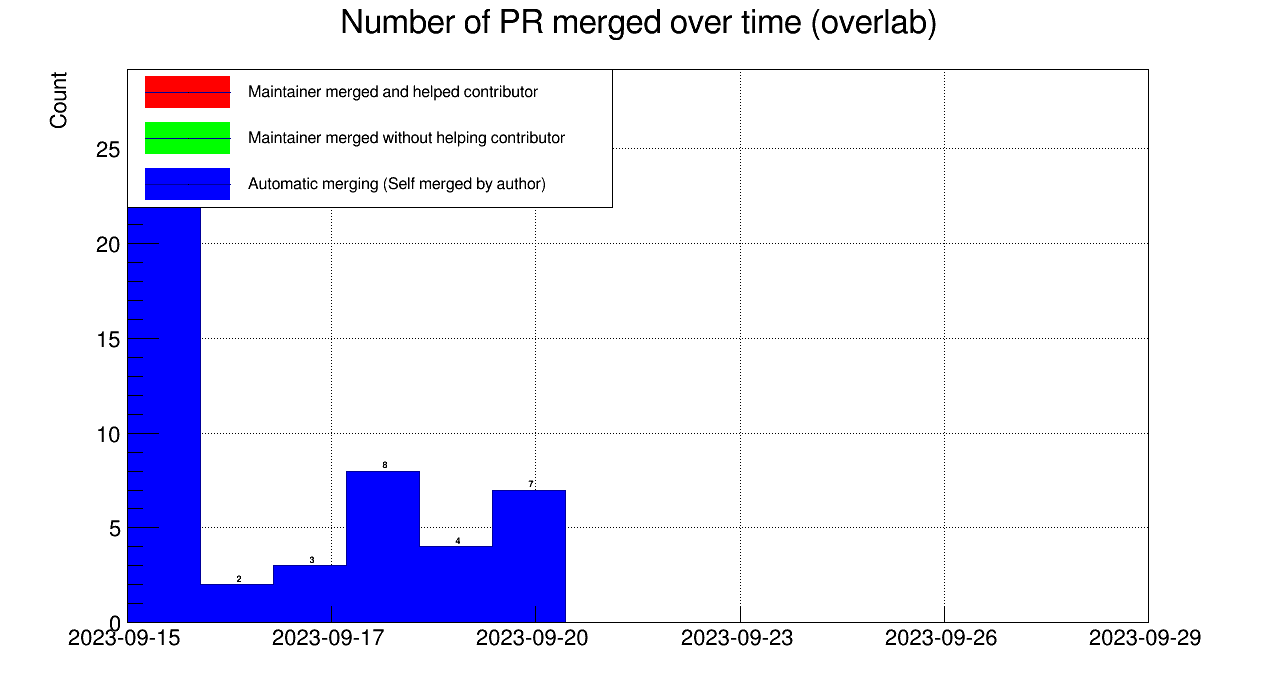 Number of PR merged over time (overlab)
Count
Maintainer merged and helped contributor
Maintainer merged without helping contributor
Automatic merging (Self merged by author)
25
20
15
10
5
0
2
3
8
4
7
2023-09-15 2023-09-17 2023-09-20 2023-09-23 2023-09-26 2023-09-29